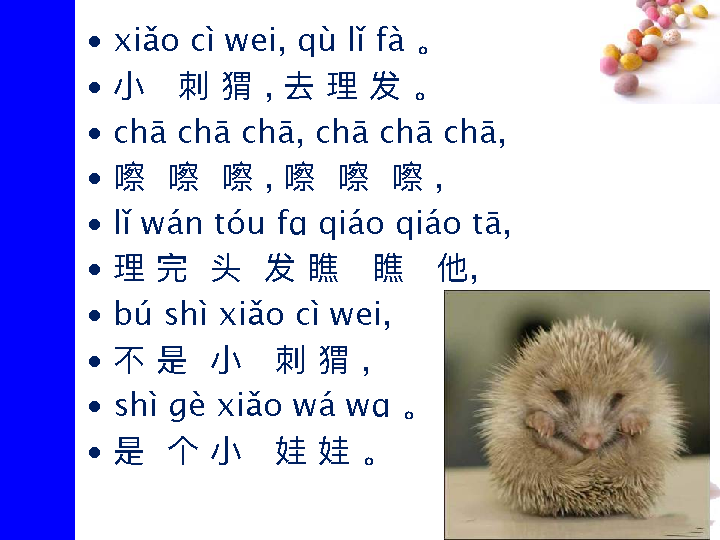 • xiǎo cì wei, qù lǐ fà 。
• 小 刺 猬 , 去 理 发 。
• chā chā chā, chā chā chā,
• 嚓 嚓 嚓 , 嚓 嚓 嚓 ,
• lǐ wán tóu fɑ qiáo qiáo tā,
• 理 完 头 发 瞧 瞧 他,
• bú shì xiǎo cì wei,
• 不 是 小 刺 猬 ,
• shì gè xiǎo wá wɑ 。
• 是 个 小 娃 娃 。